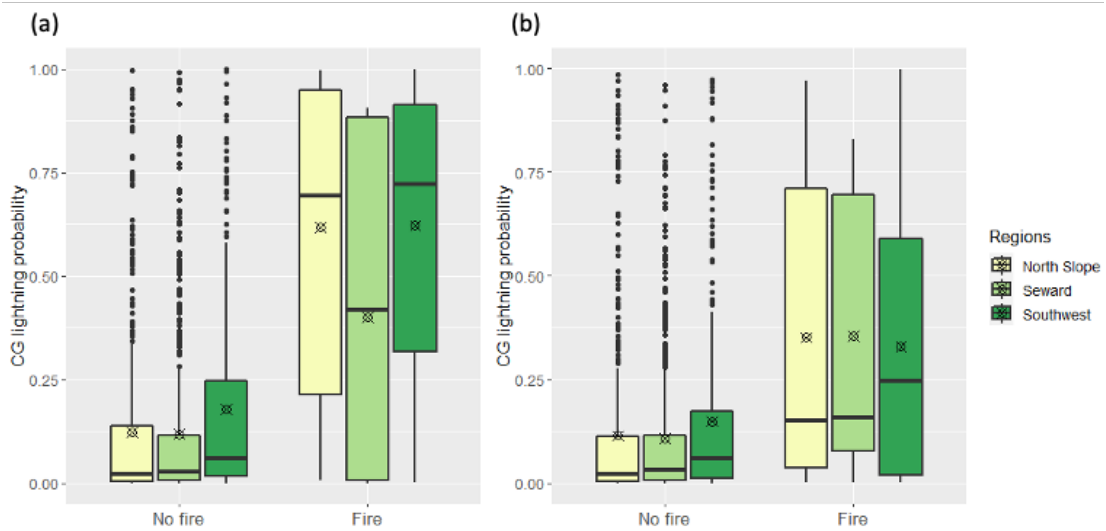 (a)
(b)
CG lightning probability
1.00
0.75
0.50
0.25
0.00
No fire
Fire
CG lightning probability
1.00
0.75
0.50
0.25
0.00
No fire
Fire
Regions
North Slope
Seward
Southwest